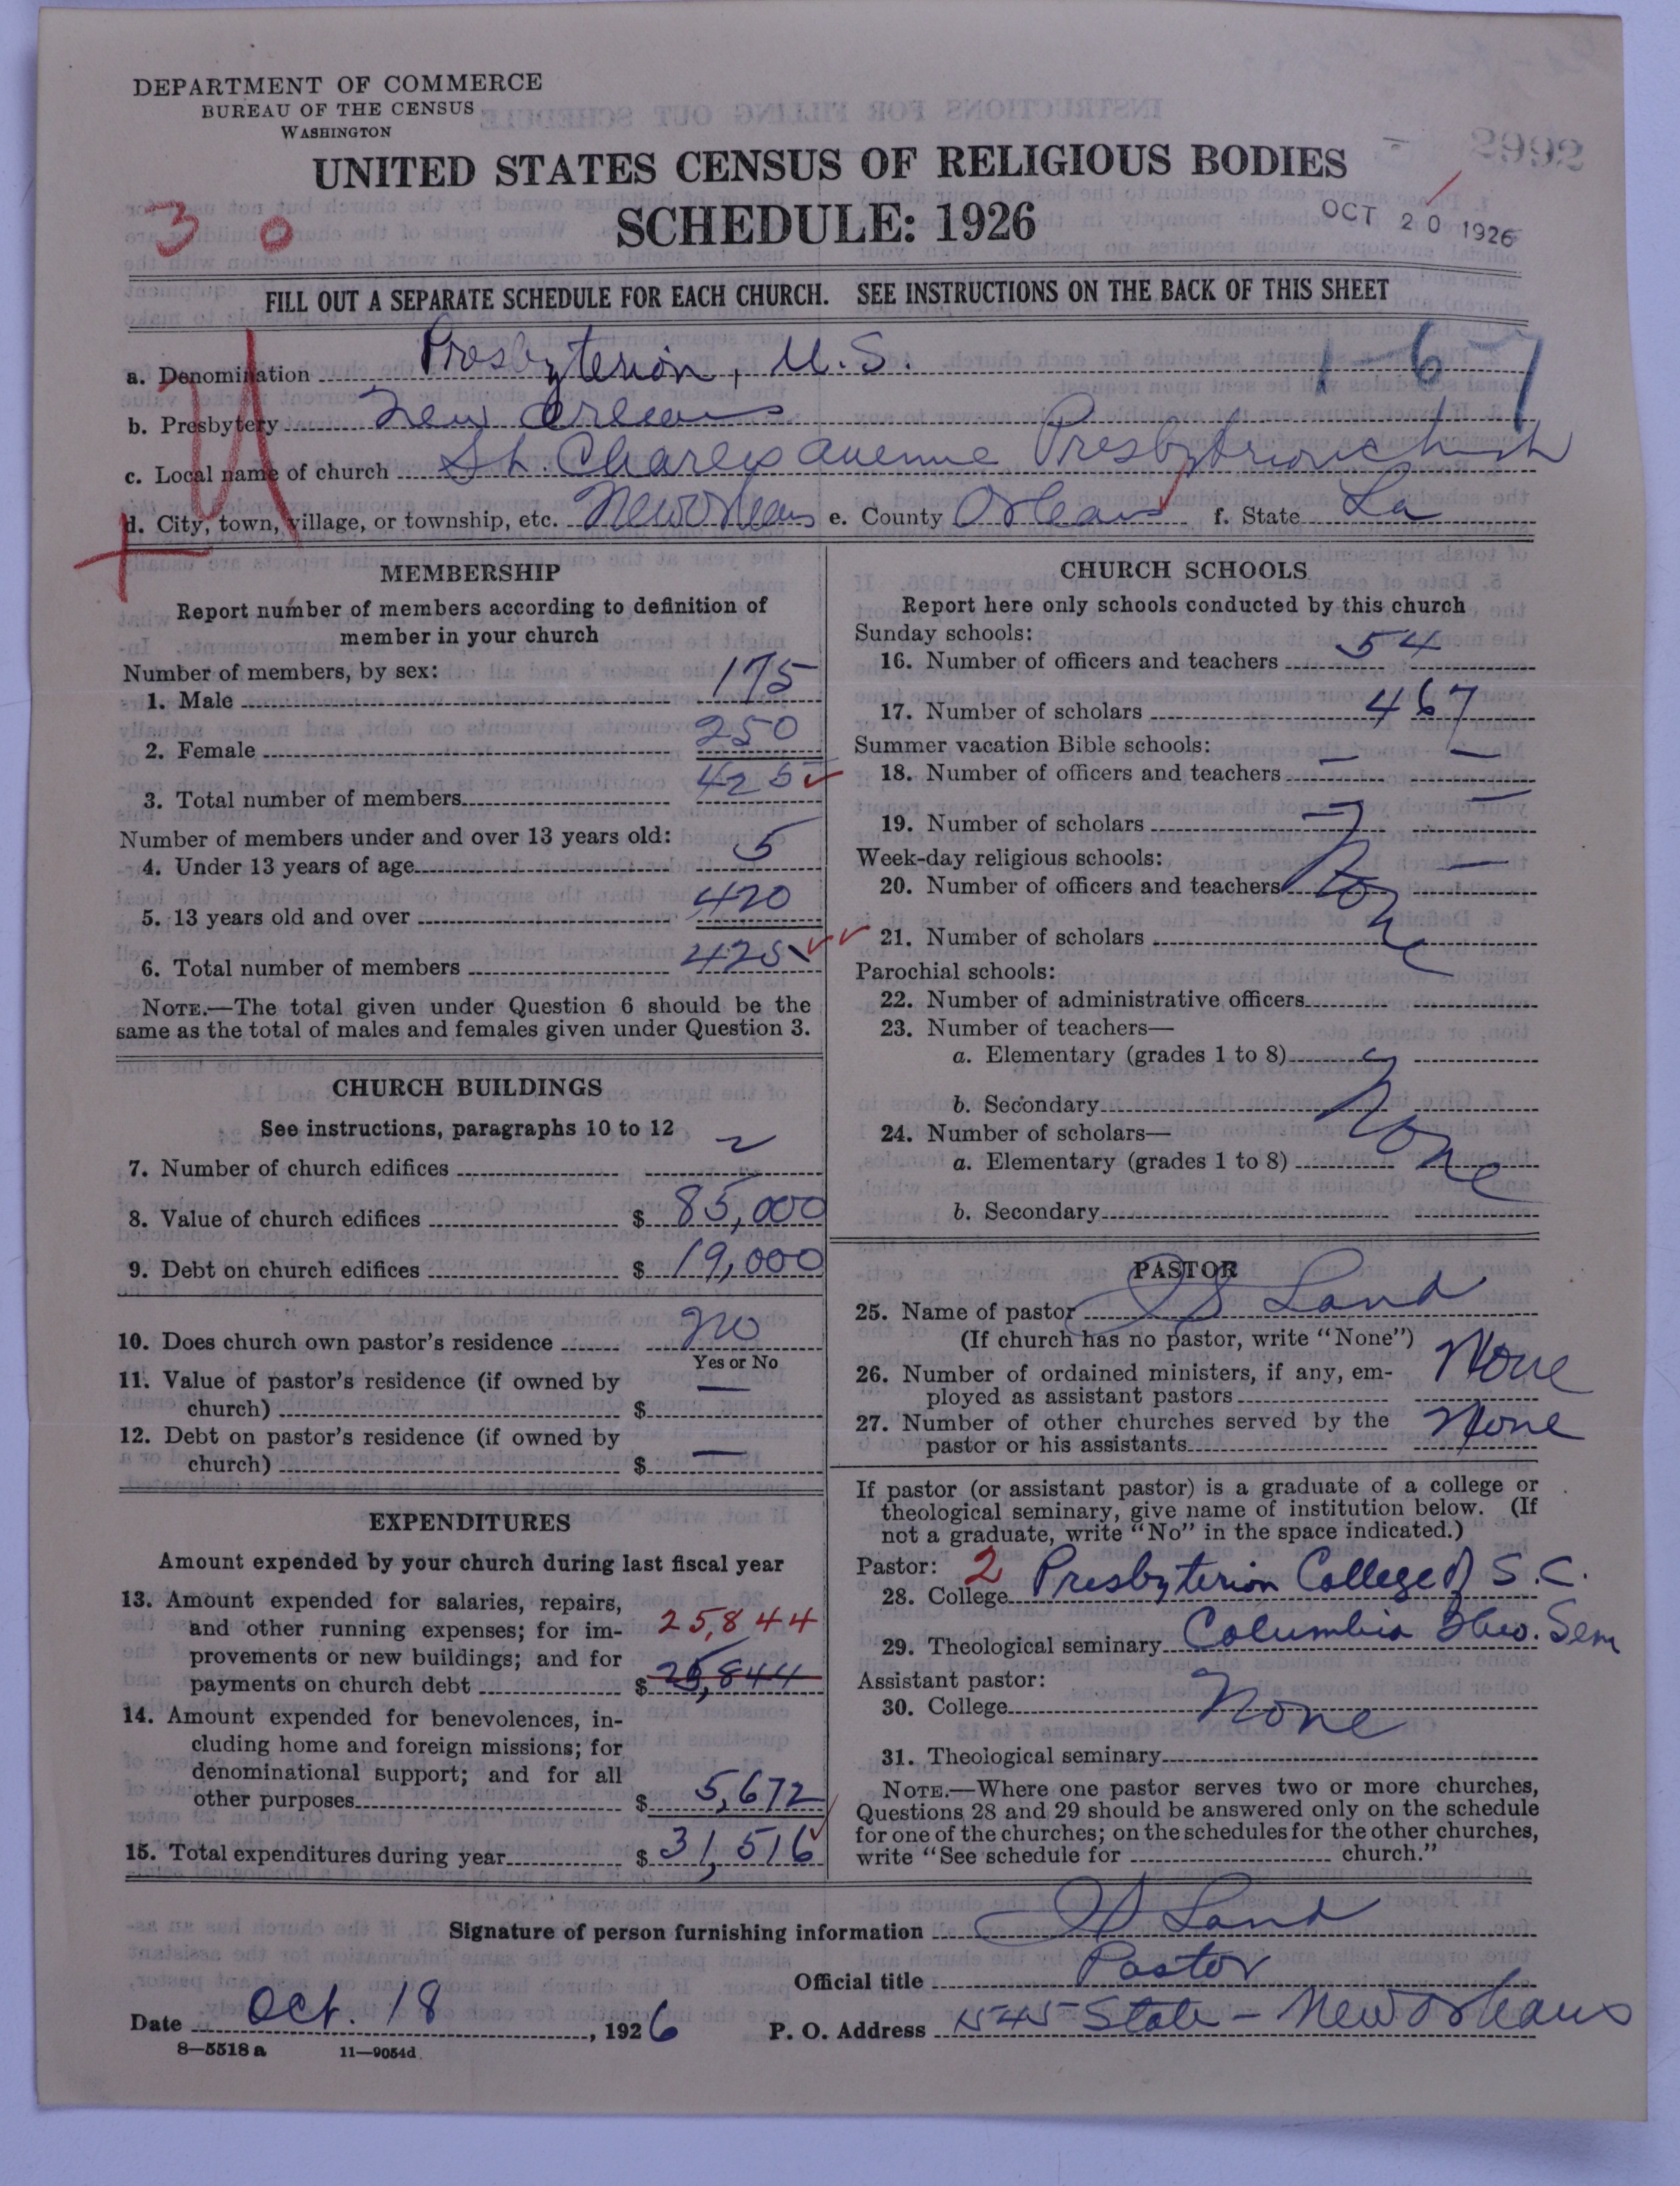 DEPARTMENT OF COMMERCE
BUREAU OF THE CENSUS
WASHINGTON
UNITED STATES CENSUS OF RELIGIOUS BODIES
SCHEDULE: 1926
OCT 20 1926
3 0
FILL OUT A SEPARATE SCHEDULE FOR EACH CHURCH. SEE INSTRUCTIONS ON THE BACK OF THIS SHEET
1-67
a. Denomination Presbyterian, U.S.
b. Presbytery New Orleans
c. Local name of church St. Charles Avenue Presbyterian church
d. City, town, village, or township, etc. New Orleans e. County Orleans f. State La
MEMBERSHIP
Report number of members according to definition of
member in your church
Number of members, by sex:
1. Male 175
2. Female 250
3. Total number of members 425
Number of members under and over 13 years old:
4. Under 13 years of age 5
5. 13 years old and over 420
6. Total number of members 425
NOTE.—The total given under Question 6 should be the
same as the total of males and females given under Question 3.
CHURCH BUILDINGS
See instructions, paragraphs 10 to 12
7. Number of church edifices 2
8. Value of church edifices $ 85,000
9. Debt on church edifices $ 19,000
10. Does church own pastor's residence no
Yes or No
11. Value of pastor's residence (if owned by
church) $ —
12. Debt on pastor's residence (if owned by
church) $ —
EXPENDITURES
Amount expended by your church during last fiscal year
13. Amount expended for salaries, repairs,
and other running expenses; for im- 25,844
provements or new buildings; and for
payments on church debt $ 25,844
14. Amount expended for benevolences, in-
cluding home and foreign missions; for
denominational support; and for all
other purposes $ 5,672
15. Total expenditures during year $ 31,516
CHURCH SCHOOLS
Report here only schools conducted by this church
Sunday schools:
16. Number of officers and teachers 54
17. Number of scholars 467
Summer vacation Bible schools:
18. Number of officers and teachers — —
19. Number of scholars — —
Week-day religious schools:
20. Number of officers and teachers None —
21. Number of scholars
Parochial schools:
22. Number of administrative officers
23. Number of teachers—
a. Elementary (grades 1 to 8)
b. Secondary None
24. Number of scholars—
a. Elementary (grades 1 to 8)
b. Secondary
PASTOR
25. Name of pastor Land
(If church has no pastor, write "None")
26. Number of ordained ministers, if any, em-
ployed as assistant pastors None
27. Number of other churches served by the
pastor or his assistants None
If pastor (or assistant pastor) is a graduate of a college or
theological seminary, give name of institution below. (If
not a graduate, write "No" in the space indicated.)
Pastor: 2
28. College Presbyterian College of S.C.
29. Theological seminary Columbia Theo. Sem
Assistant pastor:
30. College None
31. Theological seminary
NOTE.—Where one pastor serves two or more churches,
Questions 28 and 29 should be answered only on the schedule
for one of the churches; on the schedules for the other churches,
write "See schedule for church."
Signature of person furnishing information Land
Official title Pastor
Date Oct. 18, 1926 P. O. Address 1545 State - New Orleans
8—5518 a 11—9054d